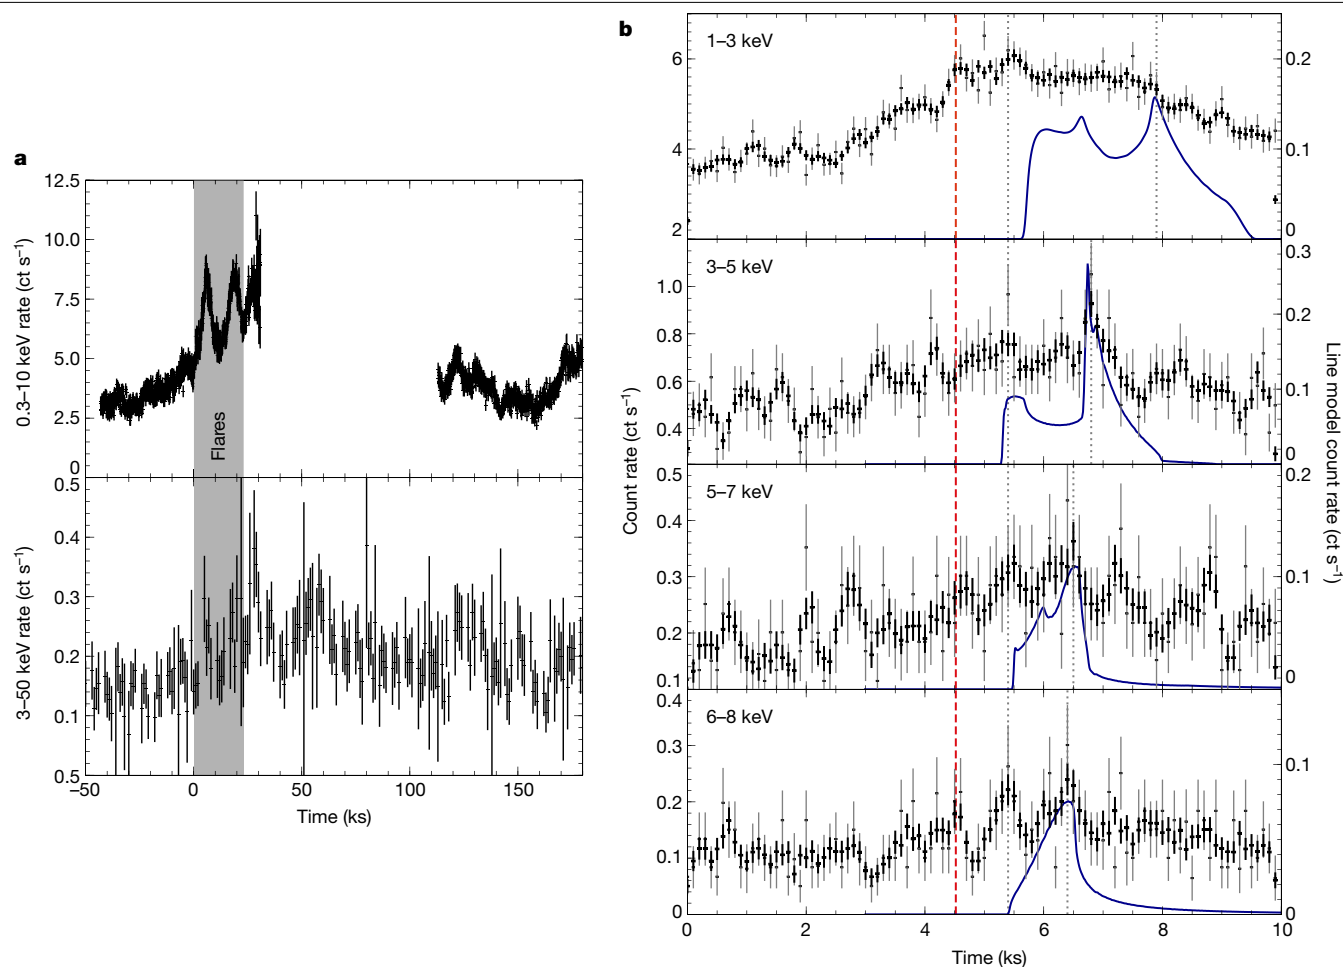 a
12.5
10.0
7.5
5.0
2.5
0
0.3–10 keV rate (ct s⁻¹)
Flares
0.5
0.4
0.3
0.2
0.1
0.5
3–50 keV rate (ct s⁻¹)
−50 0 50 100 150
Time (ks)
b
1–3 keV
6
4
2
0.2
0.1
0
3–5 keV
1.0
0.8
0.6
0.4
0.3
0.2
0.1
0
5–7 keV
0.5
0.4
0.3
0.2
0.1
0.2
0.1
0
6–8 keV
0.4
0.3
0.2
0.1
0
0.1
0
Count rate (ct s⁻¹)
Line model count rate (ct s⁻¹)
0 2 4 6 8 10
Time (ks)